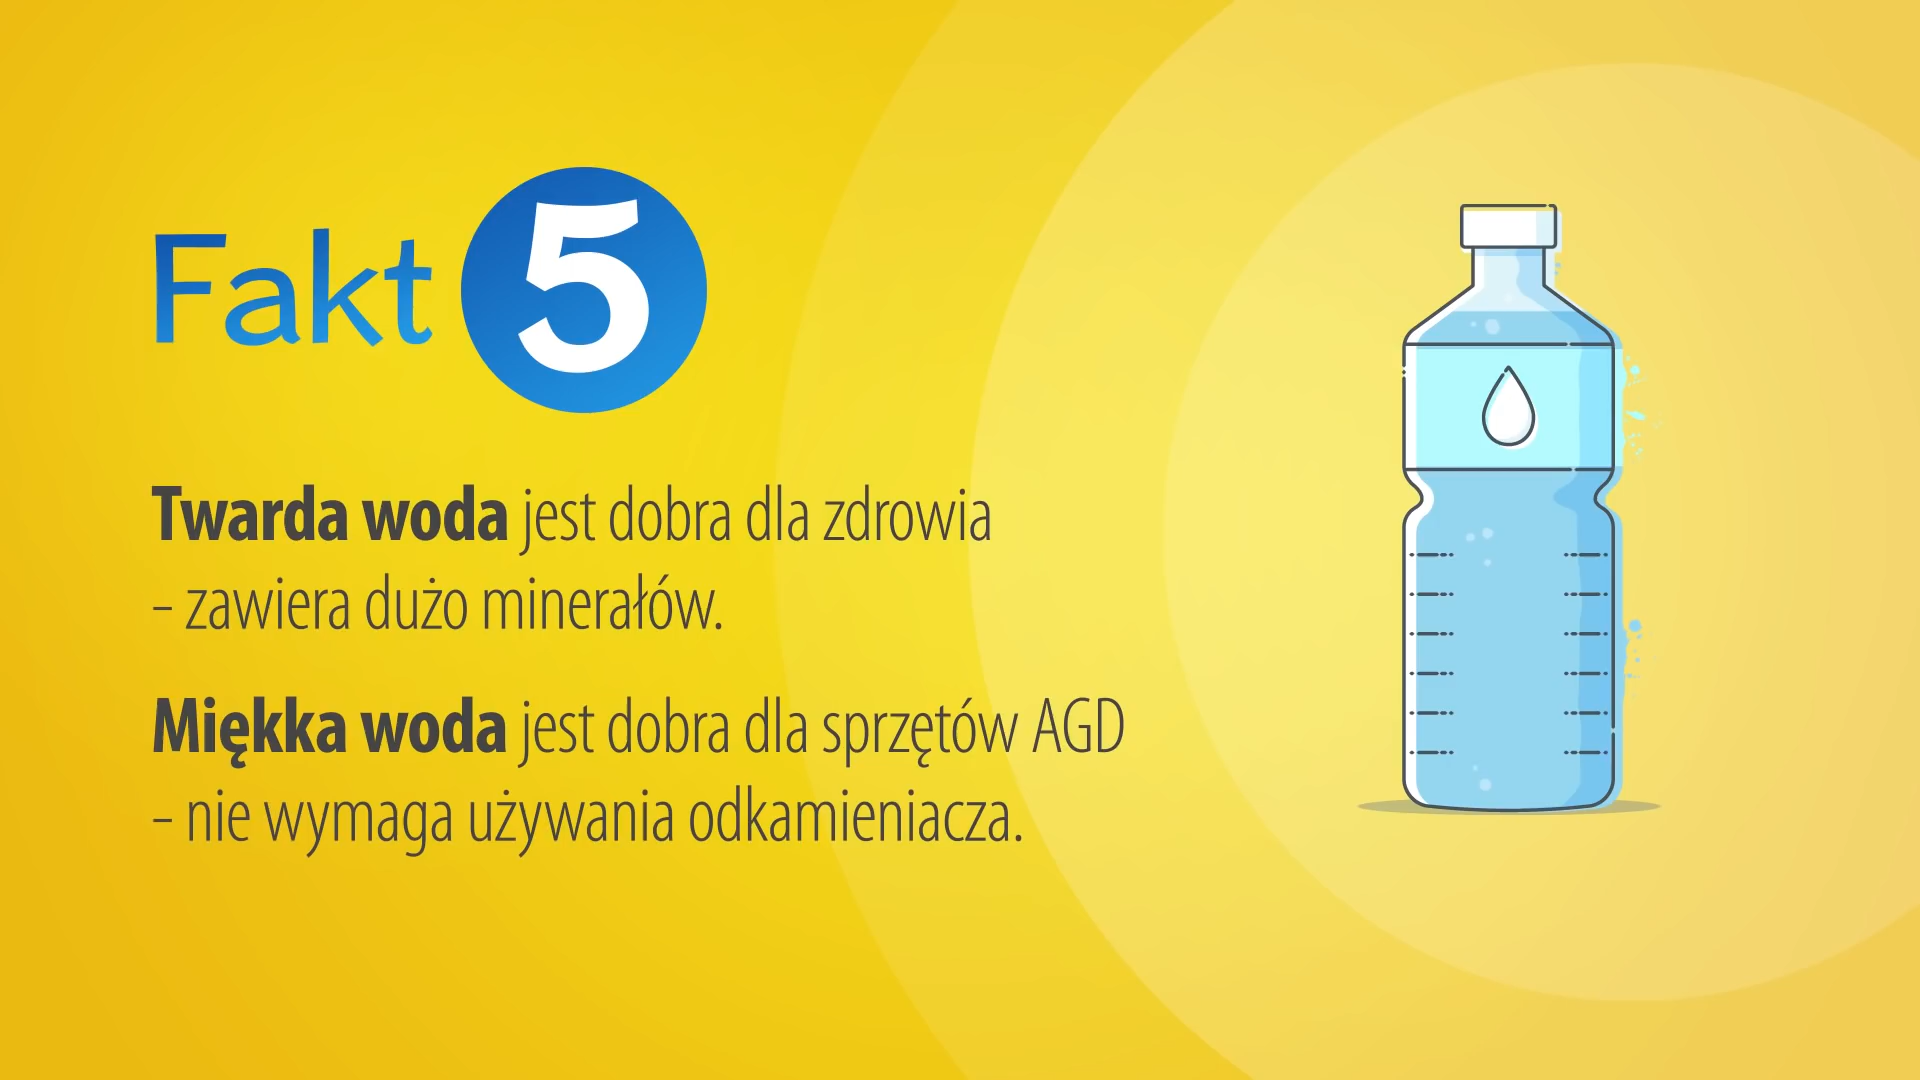 Fakt 5
Twarda woda jest dobra dla zdrowia
– zawiera dużo minerałów.
Miękka woda jest dobra dla sprzętów AGD
– nie wymaga używania odkamieniacza.